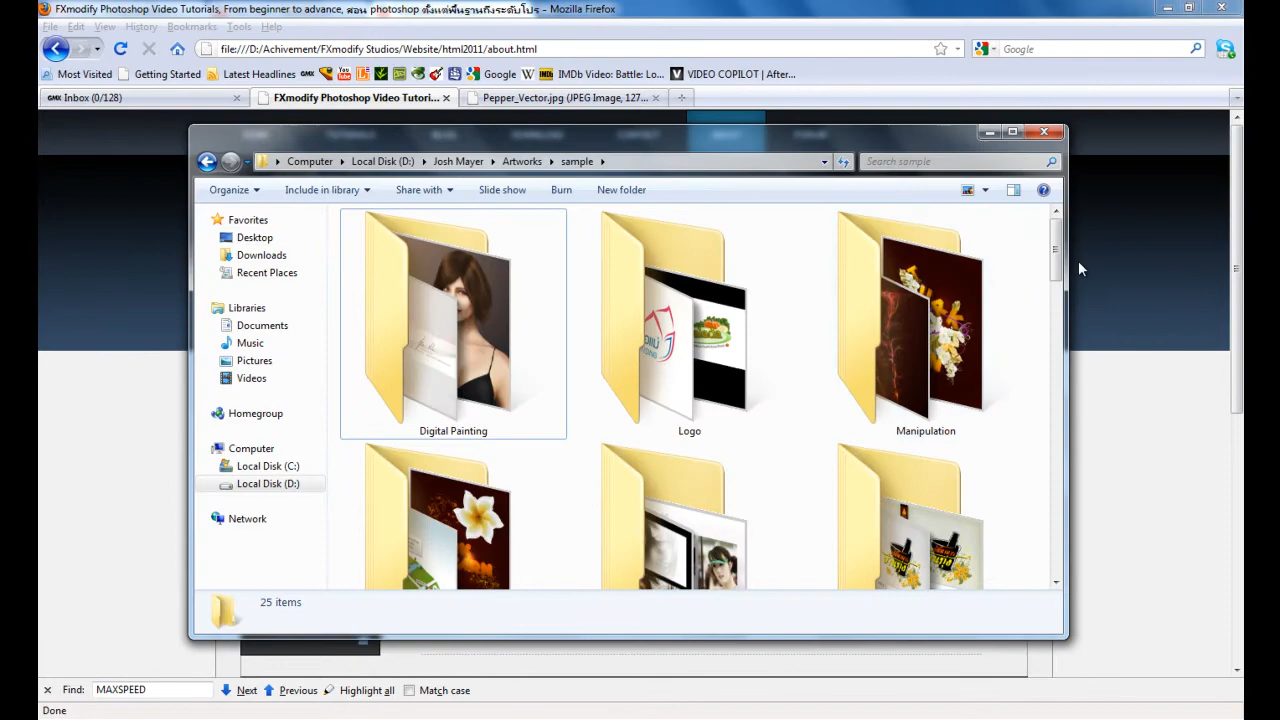 FXmodify Photoshop Video Tutorials, From beginner to advance, สอน photoshop ตั้งแต่พื้นฐานถึงระดับโปร - Mozilla Firefox
File Edit View History Bookmarks Tools Help
file:///D:/Achivement/FXmodify Studios/Website/html2011/about.html
Google
Most Visited Getting Started Latest Headlines GMX Google IMDb Video: Battle: Lo... VIDEO COPILOT | After...
GMX Inbox (0/128) FXmodify Photoshop Video Tutori... Pepper_Vector.jpg (JPEG Image, 127...
Computer Local Disk (D:) Josh Mayer Artworks sample Search sample
Organize Include in library Share with Slide show Burn New folder
Favorites
Desktop
Downloads
Recent Places
Libraries
Documents
Music
Pictures
Videos
Homegroup
Computer
Local Disk (C:)
Local Disk (D:)
Network
Digital Painting Logo Manipulation
25 items
Find: MAXSPEED Next Previous Highlight all Match case
Done